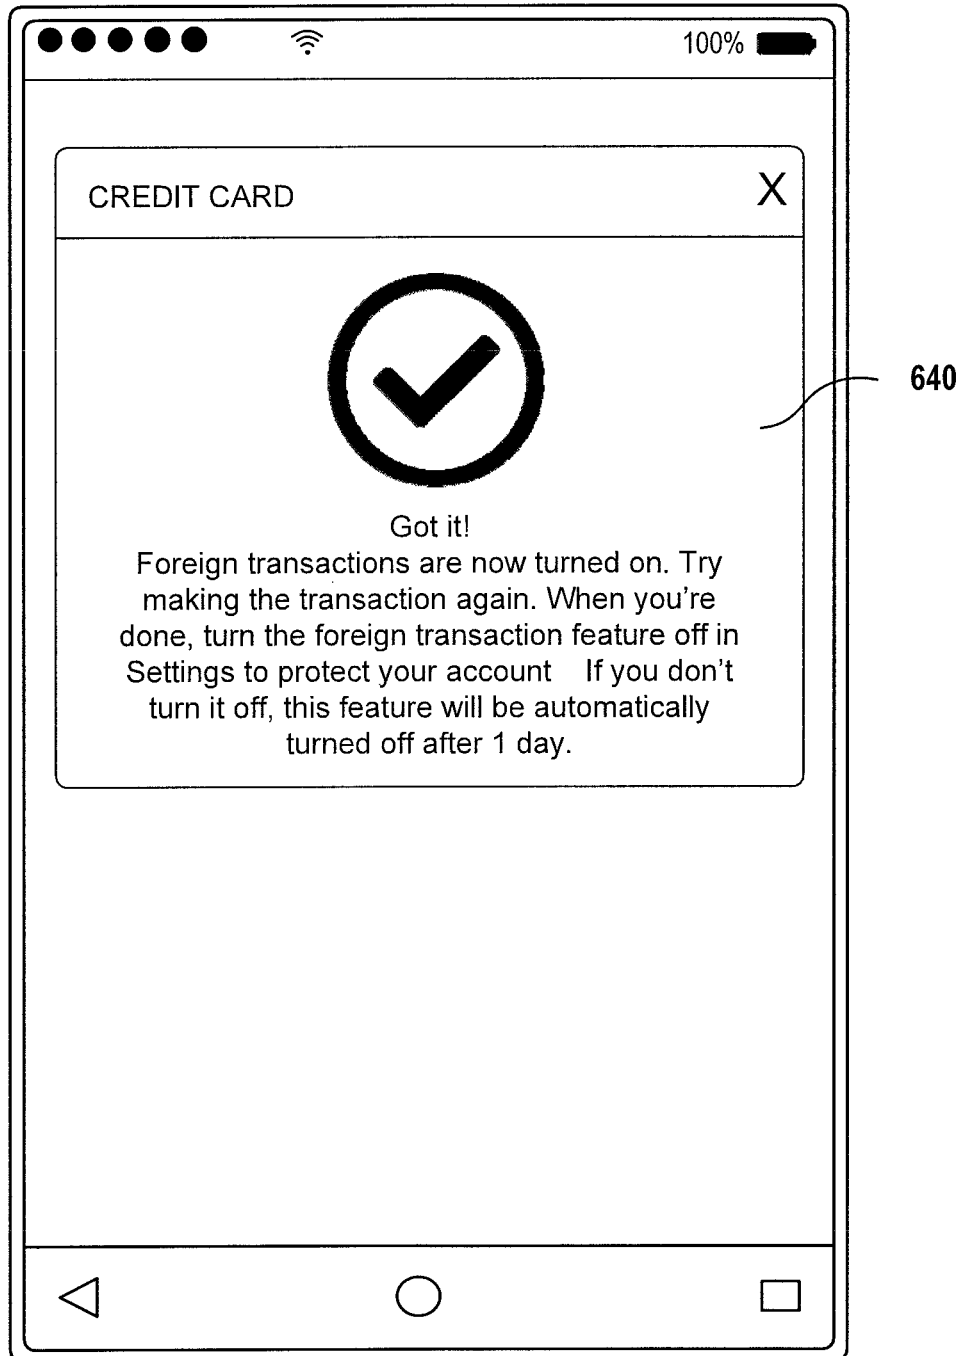 100%
CREDIT CARD X
640
Got it!
Foreign transactions are now turned on. Try
making the transaction again. When you're
done, turn the foreign transaction feature off in
Settings to protect your account    If you don't
turn it off, this feature will be automatically
turned off after 1 day.